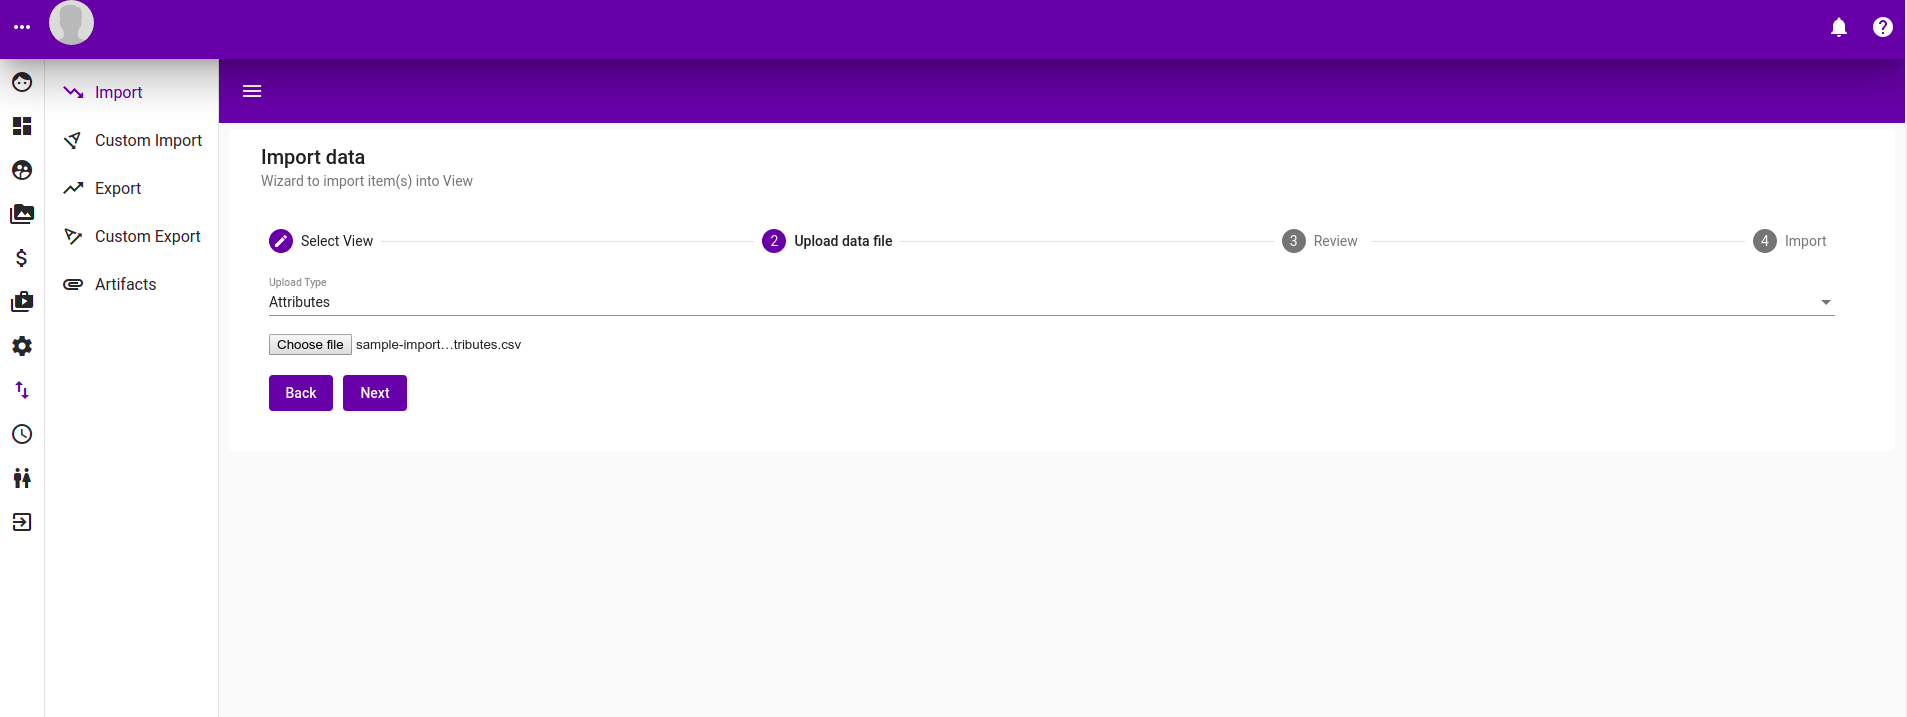 Import
Custom Import
Export
Custom Export
Artifacts
Import data
Wizard to import item(s) into View
Select View
2 Upload data file
3 Review
4 Import
Upload Type
Attributes
Choose file sample-import...tributes.csv
Back Next